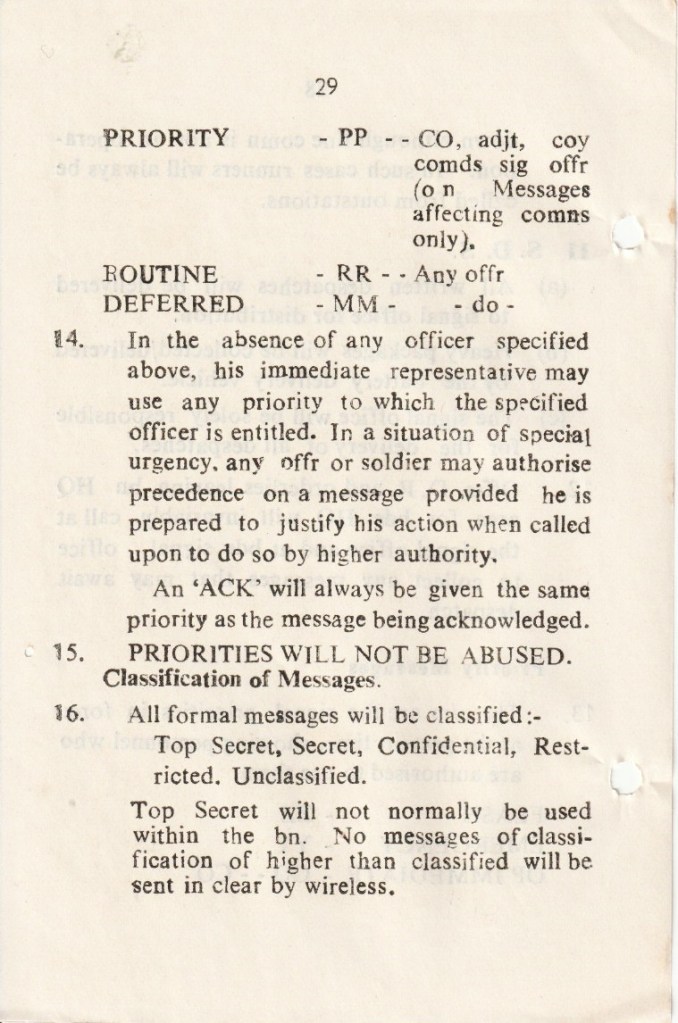 29
PRIORITY - PP - - CO, adjt, coy
comds sig offr
(o n Messages
affecting comns
only).
ROUTINE - RR - - Any offr
DEFERRED - MM - - do -
14. In the absence of any officer specified
above, his immediate representative may
use any priority to which the specified
officer is entitled. In a situation of special
urgency, any offr or soldier may authorise
precedence on a message provided he is
prepared to justify his action when called
upon to do so by higher authority.
An ‘ACK’ will always be given the same
priority as the message being acknowledged.
15. PRIORITIES WILL NOT BE ABUSED.
Classification of Messages.
16. All formal messages will be classified :-
Top Secret, Secret, Confidential, Rest-
ricted. Unclassified.
Top Secret will not normally be used
within the bn. No messages of classi-
fication of higher than classified will be
sent in clear by wireless.